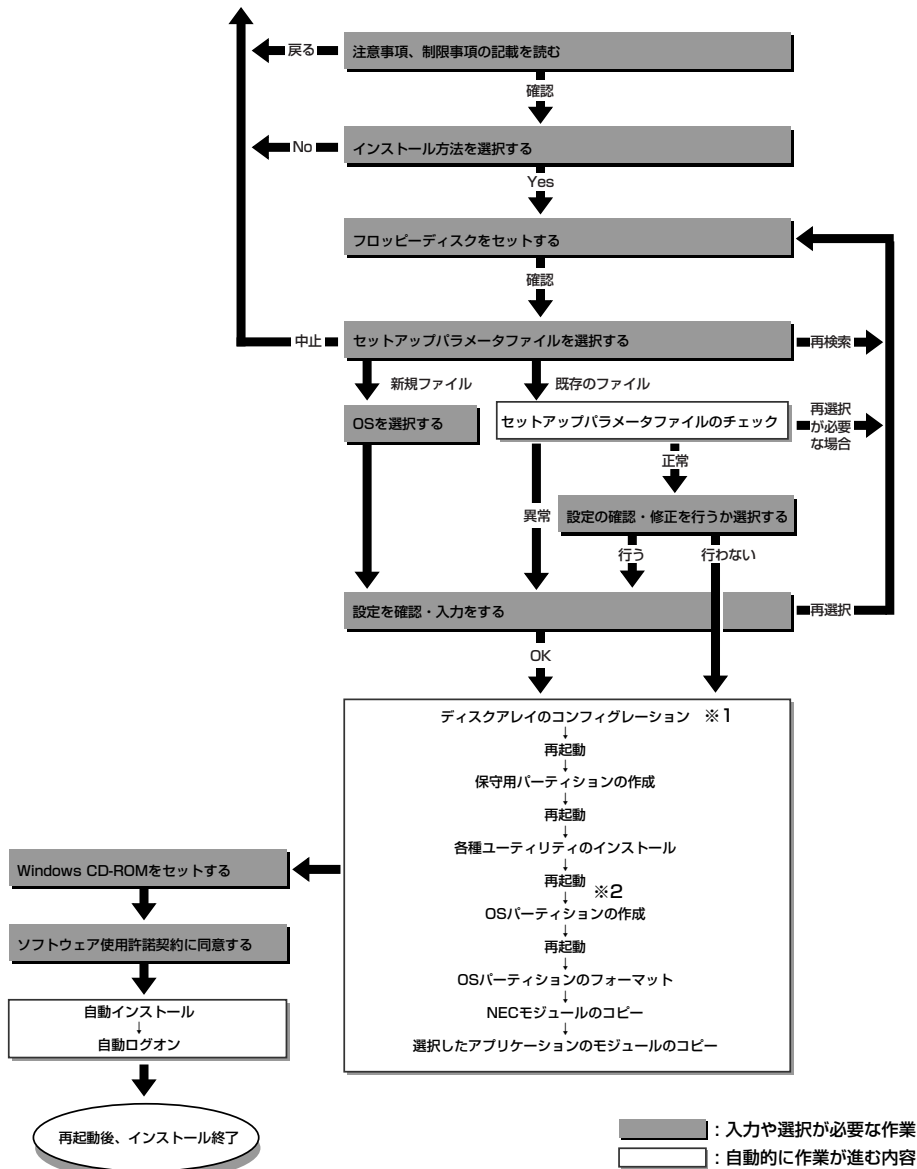 戻る
注意事項、制限事項の記載を読む
確認
No
インストール方法を選択する
Yes
フロッピーディスクをセットする
確認
中止
セットアップパラメータファイルを選択する
再検索
新規ファイル
既存のファイル
OSを選択する
セットアップパラメータファイルのチェック
再選択
が必要
な場合
正常
異常
設定の確認・修正を行うか選択する
行う
行わない
設定を確認・入力をする
再選択
OK
ディスクアレイのコンフィグレーション ※1
↓
再起動
↓
保守用パーティションの作成
↓
再起動
↓
各種ユーティリティのインストール
↓
再起動
↓ ※2
OSパーティションの作成
↓
再起動
↓
OSパーティションのフォーマット
↓
NECモジュールのコピー
↓
選択したアプリケーションのモジュールのコピー
Windows CD-ROMをセットする
ソフトウェア使用許諾契約に同意する
自動インストール
↓
自動ログオン
再起動後、インストール終了
：入力や選択が必要な作業
：自動的に作業が進む内容